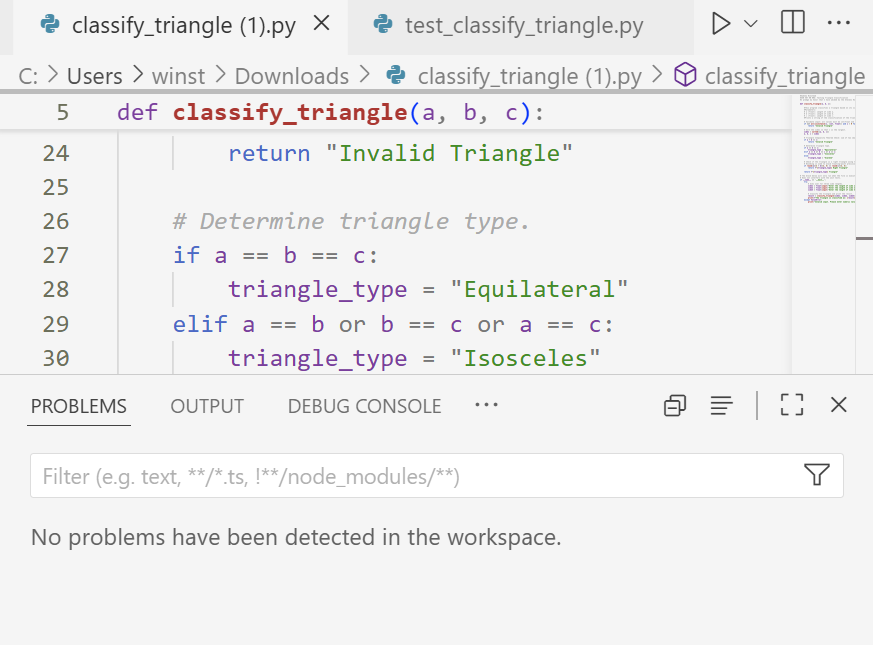 classify_triangle (1).py test_classify_triangle.py
C: > Users > winst > Downloads > classify_triangle (1).py > classify_triangle
5 def classify_triangle(a, b, c):
24 return "Invalid Triangle"
25
26 # Determine triangle type.
27 if a == b == c:
28 triangle_type = "Equilateral"
29 elif a == b or b == c or a == c:
30 triangle_type = "Isosceles"
PROBLEMS OUTPUT DEBUG CONSOLE ···
Filter (e.g. text, **/*.ts, !**/node_modules/**)
No problems have been detected in the workspace.